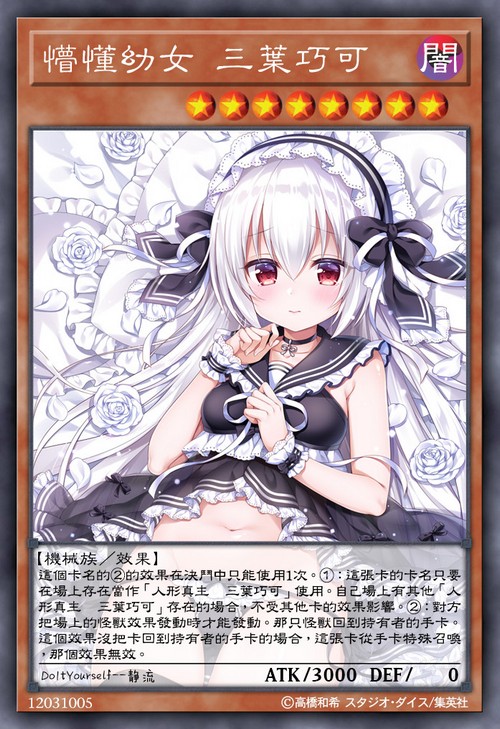 懵懂幼女 三葉巧可
闇
【機械族／效果】
這個卡名的②的效果在決鬥中只能使用1次。①：這張卡的卡名只要
在場上存在當作「人形真主　三葉巧可」使用。自己場上有其他「人
形真主　三葉巧可」存在的場合，不受其他卡的效果影響。②：對方
把場上的怪獸效果發動時才能發動。那只怪獸回到持有者的手卡。
這個效果沒把卡回到持有者的手卡的場合，這張卡從手卡特殊召喚
，那個效果無效。
DoItYourself--静流
ATK/3000 DEF/ 0
12031005
©高橋和希 スタジオ・ダイス/集英社